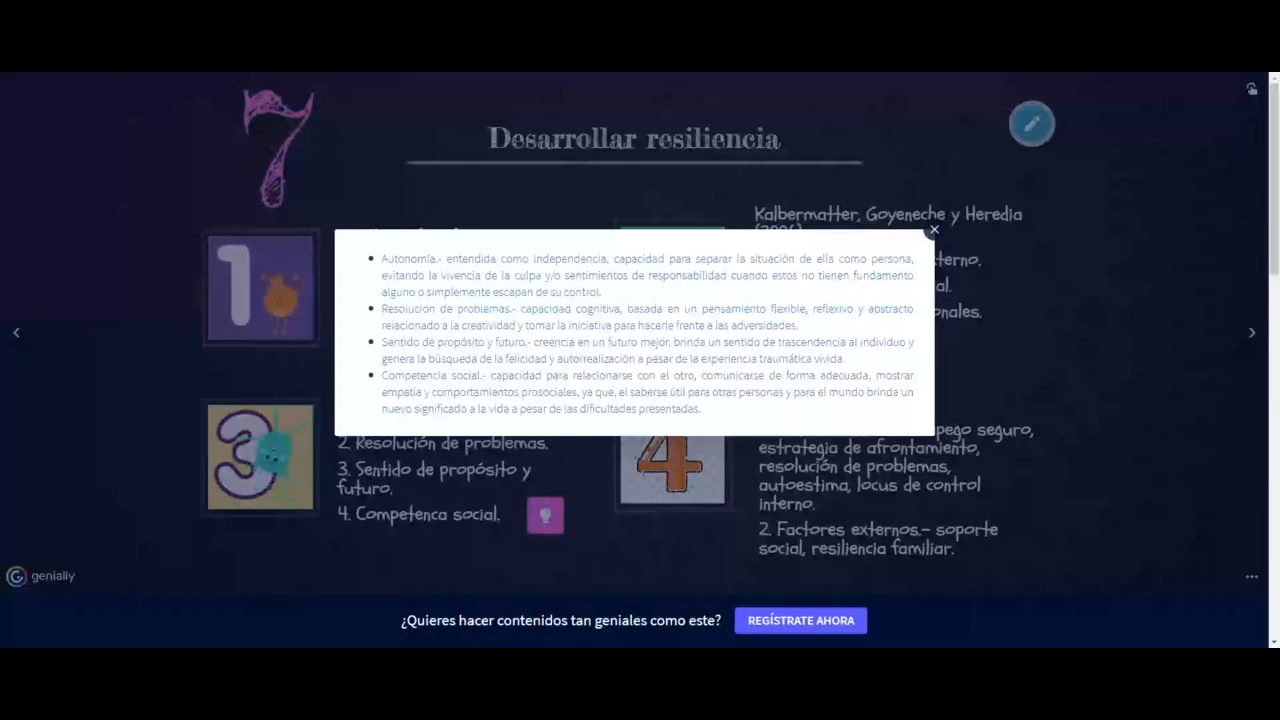 7
Desarrollar resiliencia
Kalbermatter, Goyeneche y Heredia
1
terno.
al.
onales.
Autonomía.- entendida como independencia, capacidad para separar la situación de ella como persona,
evitando la vivencia de la culpa y/o sentimientos de responsabilidad cuando estos no tienen fundamento
alguno o simplemente escapan de su control.
Resolución de problemas.- capacidad cognitiva, basada en un pensamiento flexible, reflexivo y abstracto
relacionado a la creatividad y tomar la iniciativa para hacerle frente a las adversidades.
Sentido de propósito y futuro.- creencia en un futuro mejor, brinda un sentido de trascendencia al individuo y
genera la búsqueda de la felicidad y autorrealización a pesar de la experiencia traumática vivida.
Competencia social.- capacidad para relacionarse con el otro, comunicarse de forma adecuada, mostrar
empatía y comportamientos prosociales, ya que, el saberse útil para otras personas y para el mundo brinda un
nuevo significado a la vida a pesar de las dificultades presentadas.
3
2. Resolución de problemas.
3. Sentido de propósito y
futuro.
4. Competenca social.
4
pego seguro,
estrategia de afrontamiento,
resolución de problemas,
autoestima, locus de control
interno.
2. Factores externos.- soporte
social, resiliencia familiar.
genially
¿Quieres hacer contenidos tan geniales como este?
REGÍSTRATE AHORA